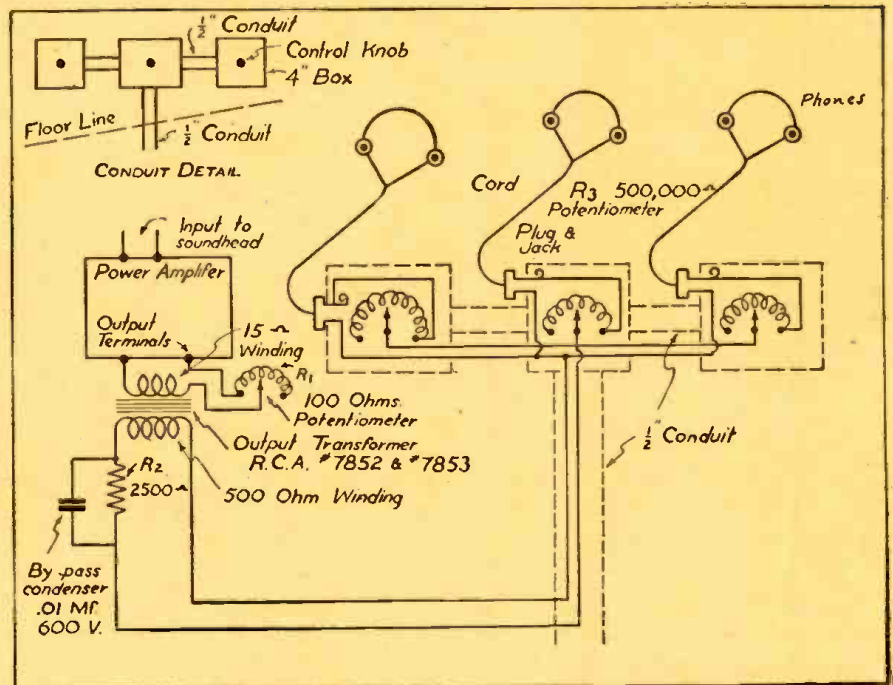 1/2" Conduit
Control Knob
4" Box
Floor Line
1/2" Conduit
CONDUIT DETAIL
Phones
Cord
R3 500,000 Ω
Potentiometer
Plug &
Jack
Input to
soundhead
Power Amplifer
Output
Terminals
15 Ω
Winding
R1
100 Ohms
Potentiometer
Output Transformer
R.C.A. #7852 & #7853
1/2" Conduit
R2
2500 Ω
500 Ohm Winding
By pass
condenser
.01 Mf.
600 V.